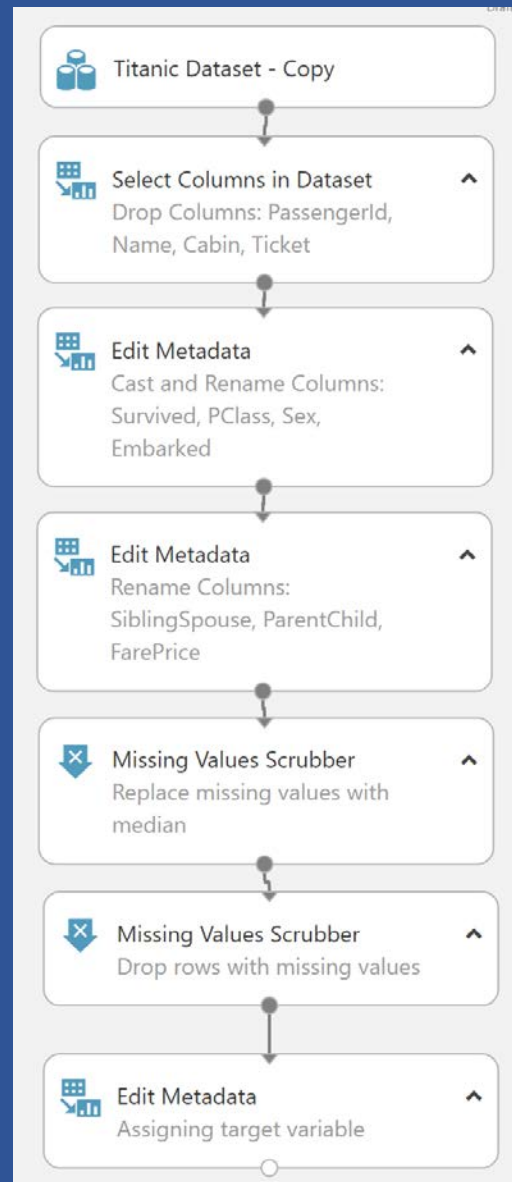 Titanic Dataset - Copy
Select Columns in Dataset
Drop Columns: PassengerId,
Name, Cabin, Ticket
Edit Metadata
Cast and Rename Columns:
Survived, PClass, Sex,
Embarked
Edit Metadata
Rename Columns:
SiblingSpouse, ParentChild,
FarePrice
Missing Values Scrubber
Replace missing values with
median
Missing Values Scrubber
Drop rows with missing values
Edit Metadata
Assigning target variable